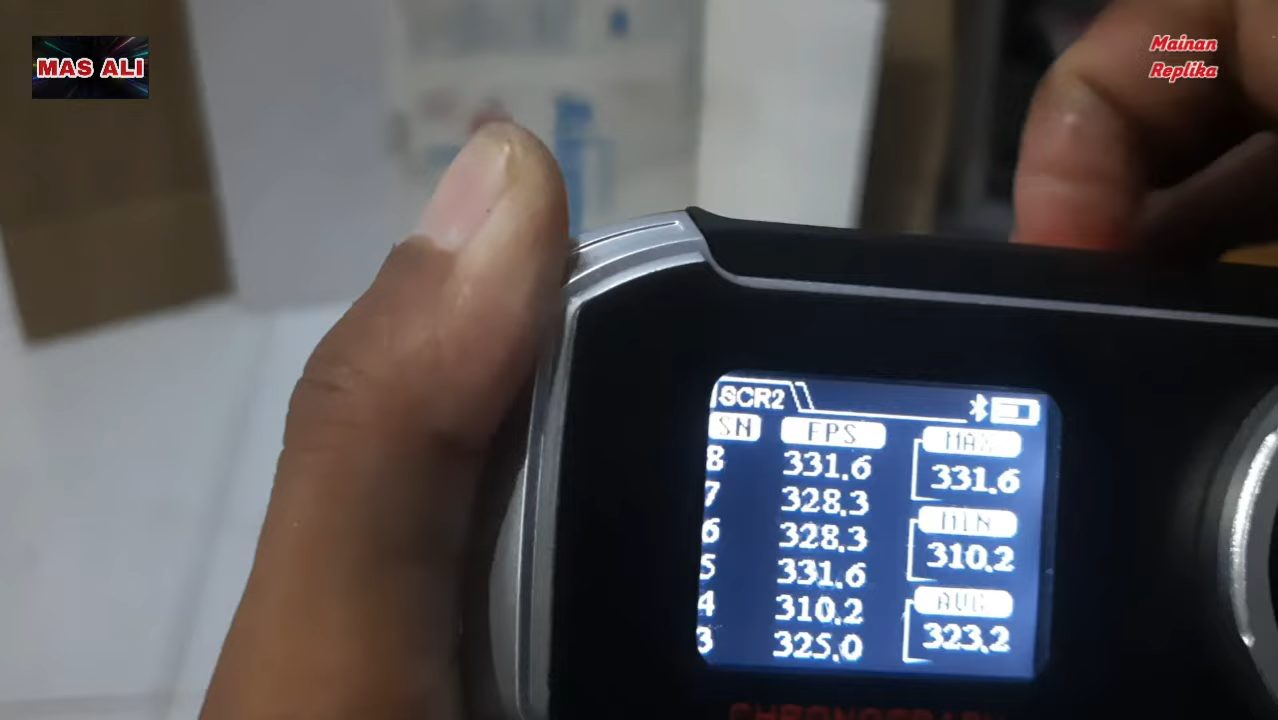 MAS ALI
Mainan
Replika
SCR2
SN FPS MAX
8 331.6 331.6
7 328.3
6 328.3 MIN
5 331.6 310.2
4 310.2 AVG
3 325.0 323.2
CHRONOGRAPH